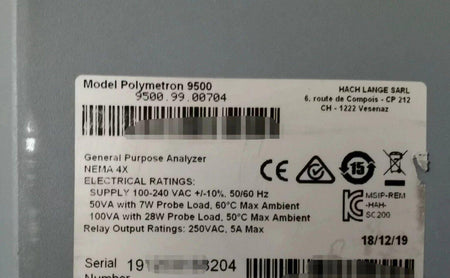 Model Polymetron 9500
9500.99.00704
HACH LANGE SARL
6, route de Compois - CP 212
CH - 1222 Vesenaz
General Purpose Analyzer
NEMA 4X
ELECTRICAL RATINGS:
SUPPLY 100-240 VAC +/-10%, 50/60 Hz
50VA with 7W Probe Load, 60°C Max Ambient
100VA with 28W Probe Load, 50°C Max Ambient
Relay Output Ratings: 250VAC, 5A Max
CE
15
MSIP-REM
-HAH-
SC200
18/12/19
Serial
Number